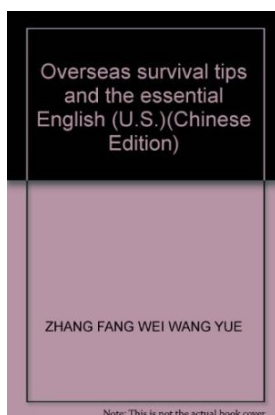 Overseas survival tips
and the essential
English (U.S.)(Chinese
Edition)
ZHANG FANG WEI WANG YUE
Note: This is not the actual book cover